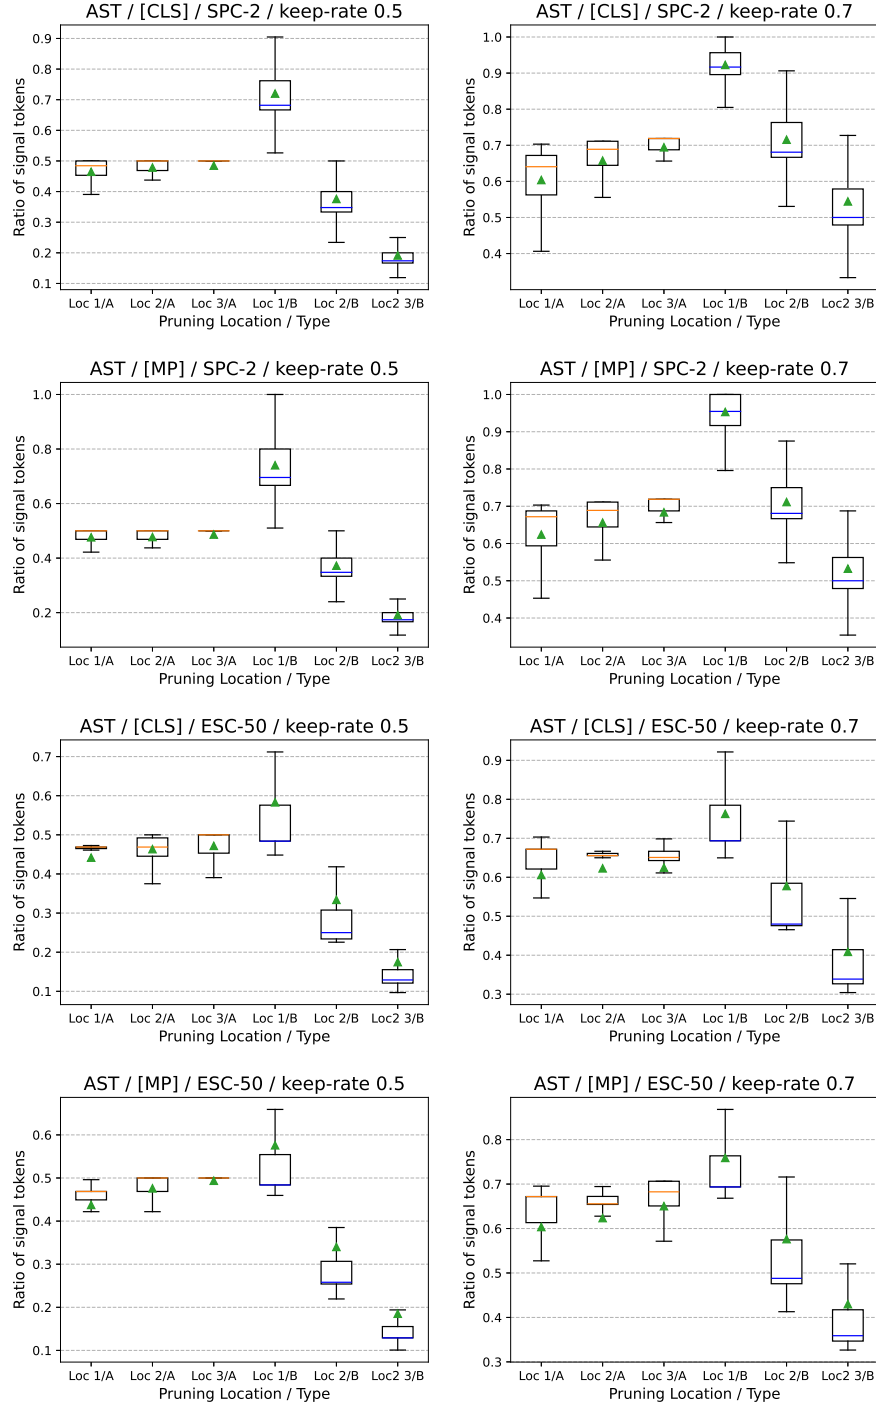 AST / [CLS] / SPC-2 / keep-rate 0.5
Ratio of signal tokens
0.9
0.8
0.7
0.6
0.5
0.4
0.3
0.2
0.1
Loc 1/A Loc 2/A Loc 3/A Loc 1/B Loc 2/B Loc2 3/B
Pruning Location / Type
AST / [CLS] / SPC-2 / keep-rate 0.7
Ratio of signal tokens
1.0
0.9
0.8
0.7
0.6
0.5
0.4
Loc 1/A Loc 2/A Loc 3/A Loc 1/B Loc 2/B Loc2 3/B
Pruning Location / Type
AST / [MP] / SPC-2 / keep-rate 0.5
Ratio of signal tokens
1.0
0.8
0.6
0.4
0.2
Loc 1/A Loc 2/A Loc 3/A Loc 1/B Loc 2/B Loc2 3/B
Pruning Location / Type
AST / [MP] / SPC-2 / keep-rate 0.7
Ratio of signal tokens
1.0
0.9
0.8
0.7
0.6
0.5
0.4
Loc 1/A Loc 2/A Loc 3/A Loc 1/B Loc 2/B Loc2 3/B
Pruning Location / Type
AST / [CLS] / ESC-50 / keep-rate 0.5
Ratio of signal tokens
0.7
0.6
0.5
0.4
0.3
0.2
0.1
Loc 1/A Loc 2/A Loc 3/A Loc 1/B Loc 2/B Loc2 3/B
Pruning Location / Type
AST / [CLS] / ESC-50 / keep-rate 0.7
Ratio of signal tokens
0.9
0.8
0.7
0.6
0.5
0.4
0.3
Loc 1/A Loc 2/A Loc 3/A Loc 1/B Loc 2/B Loc2 3/B
Pruning Location / Type
AST / [MP] / ESC-50 / keep-rate 0.5
Ratio of signal tokens
0.6
0.5
0.4
0.3
0.2
0.1
Loc 1/A Loc 2/A Loc 3/A Loc 1/B Loc 2/B Loc2 3/B
Pruning Location / Type
AST / [MP] / ESC-50 / keep-rate 0.7
Ratio of signal tokens
0.8
0.7
0.6
0.5
0.4
0.3
Loc 1/A Loc 2/A Loc 3/A Loc 1/B Loc 2/B Loc2 3/B
Pruning Location / Type